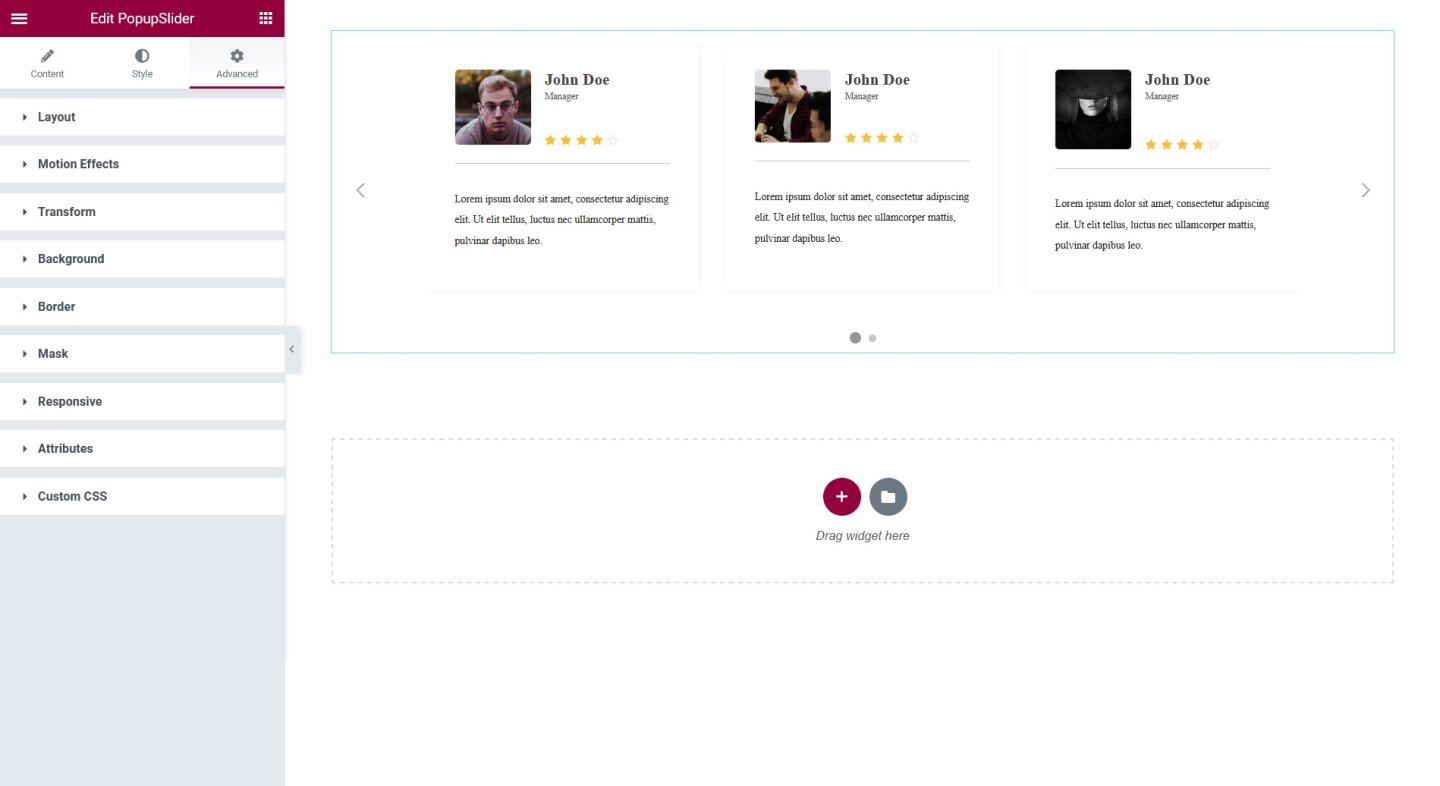 Edit PopupSlider
Content
Style
Advanced
Layout
Motion Effects
Transform
Background
Border
Mask
Responsive
Attributes
Custom CSS
John Doe
Manager
Lorem ipsum dolor sit amet, consectetur adipiscing
elit. Ut elit tellus, luctus nec ullamcorper mattis,
pulvinar dapibus leo.
John Doe
Manager
Lorem ipsum dolor sit amet, consectetur adipiscing
elit. Ut elit tellus, luctus nec ullamcorper mattis,
pulvinar dapibus leo.
John Doe
Manager
Lorem ipsum dolor sit amet, consectetur adipiscing
elit. Ut elit tellus, luctus nec ullamcorper mattis,
pulvinar dapibus leo.
Drag widget here